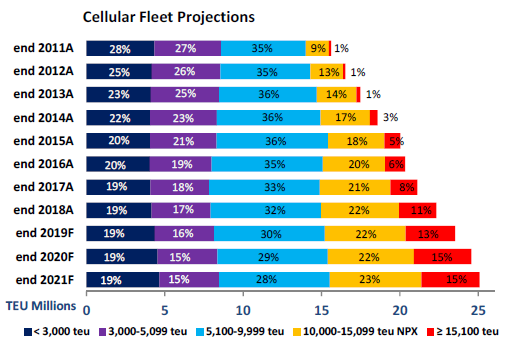 Cellular Fleet Projections
end 2011A 28% 27% 35% 9% 1%
end 2012A 25% 26% 35% 13% 1%
end 2013A 23% 25% 36% 14% 1%
end 2014A 22% 23% 36% 17% 3%
end 2015A 20% 21% 36% 18% 5%
end 2016A 20% 19% 35% 20% 6%
end 2017A 19% 18% 33% 21% 8%
end 2018A 19% 17% 32% 22% 11%
end 2019F 19% 16% 30% 22% 13%
end 2020F 19% 15% 29% 22% 15%
end 2021F 19% 15% 28% 23% 15%
TEU Millions 0 5 10 15 20 25
< 3,000 teu 3,000-5,099 teu 5,100-9,999 teu 10,000-15,099 teu NPX ≥ 15,100 teu